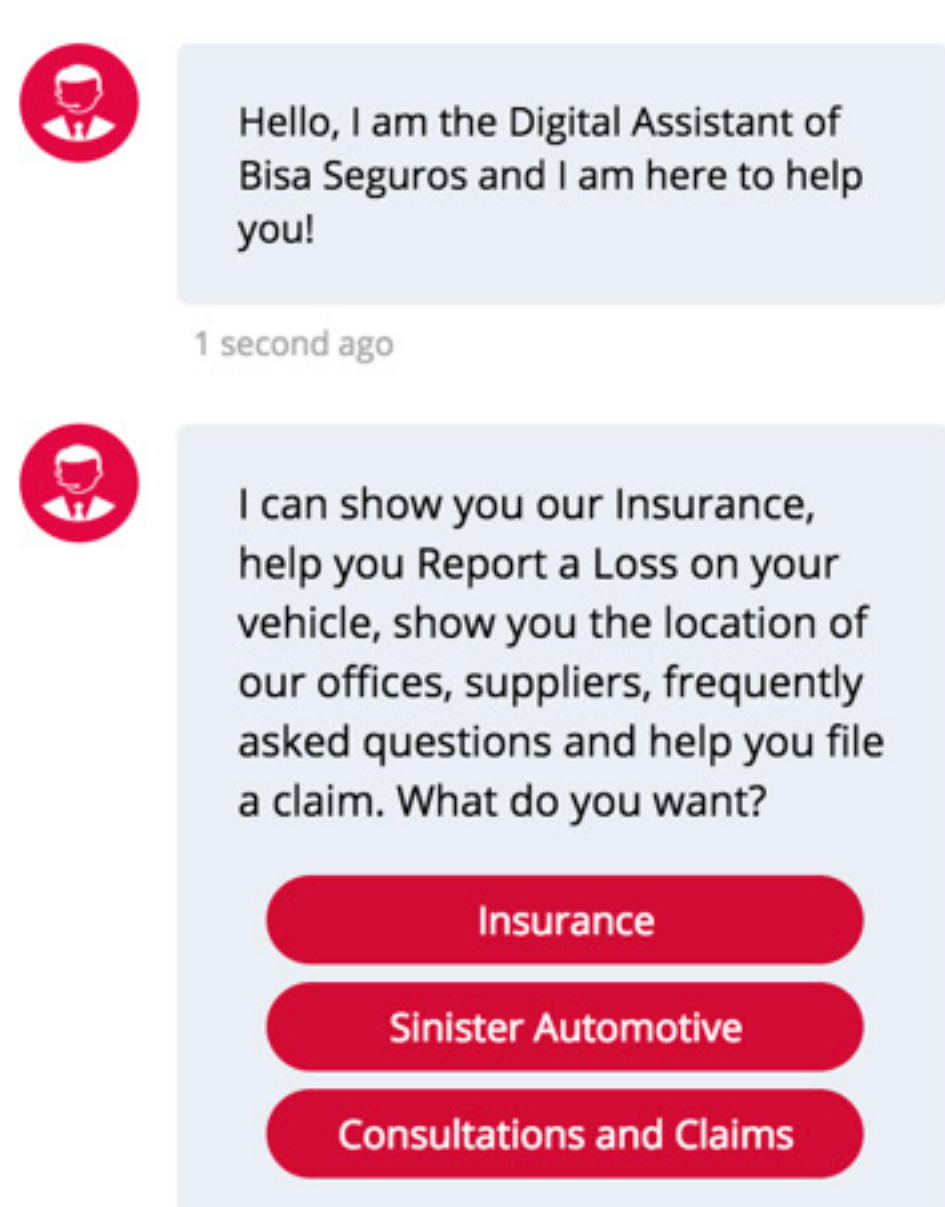 Hello, I am the Digital Assistant of
Bisa Seguros and I am here to help
you!
1 second ago
I can show you our Insurance,
help you Report a Loss on your
vehicle, show you the location of
our offices, suppliers, frequently
asked questions and help you file
a claim. What do you want?
Insurance
Sinister Automotive
Consultations and Claims